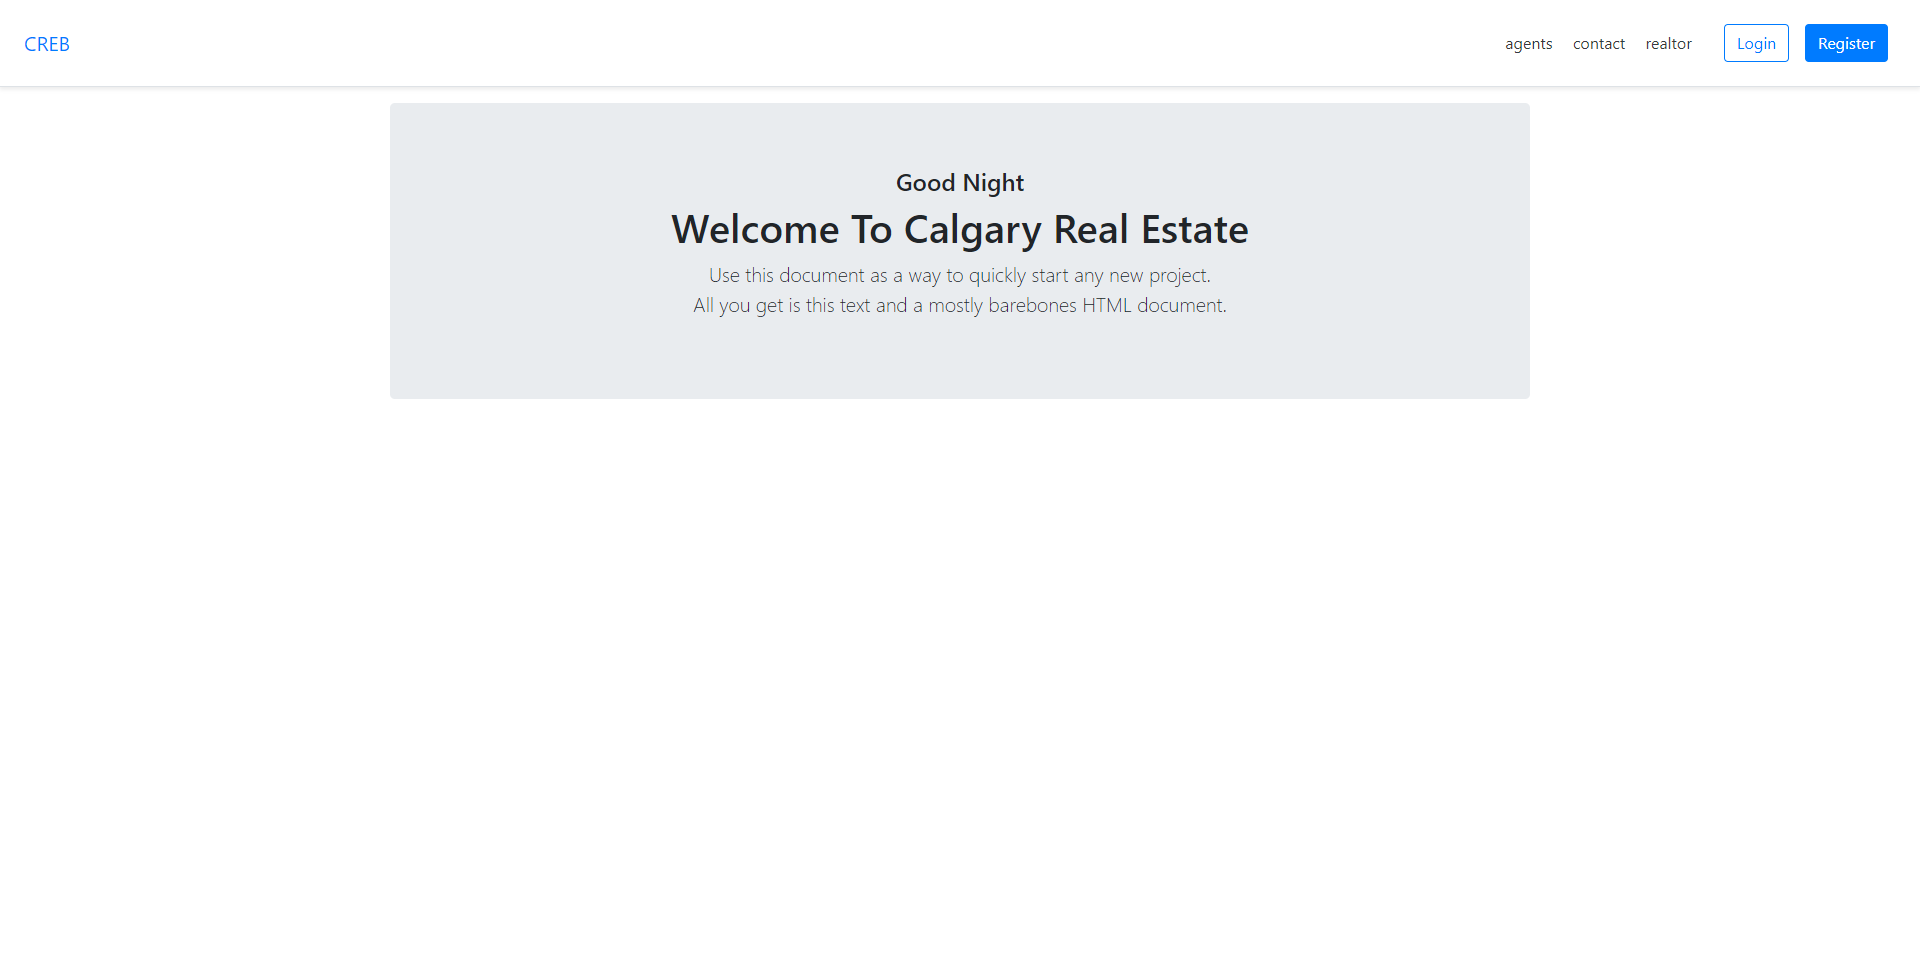 CREB
agents
contact
realtor
Login
Register
Good Night
Welcome To Calgary Real Estate
Use this document as a way to quickly start any new project.
All you get is this text and a mostly barebones HTML document.